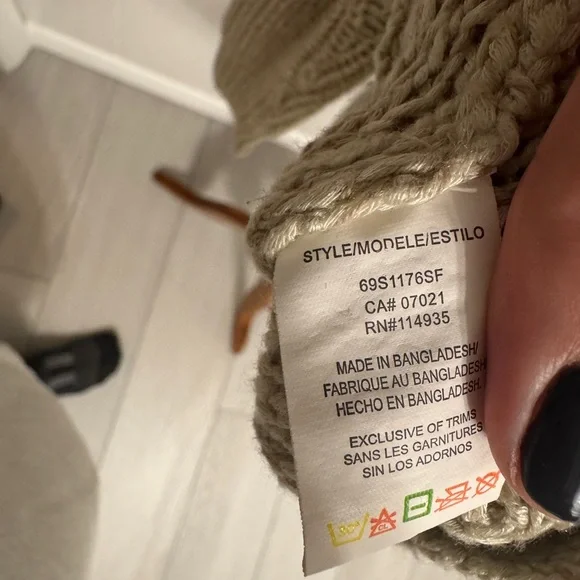 STYLE/MODELE/ESTILO
69S1176SF
CA# 07021
RN#114935
MADE IN BANGLADESH/
FABRIQUE AU BANGLADESH
HECHO EN BANGLADESH.
EXCLUSIVE OF TRIMS
SANS LES GARNITURES
SIN LOS ADORNOS
CL